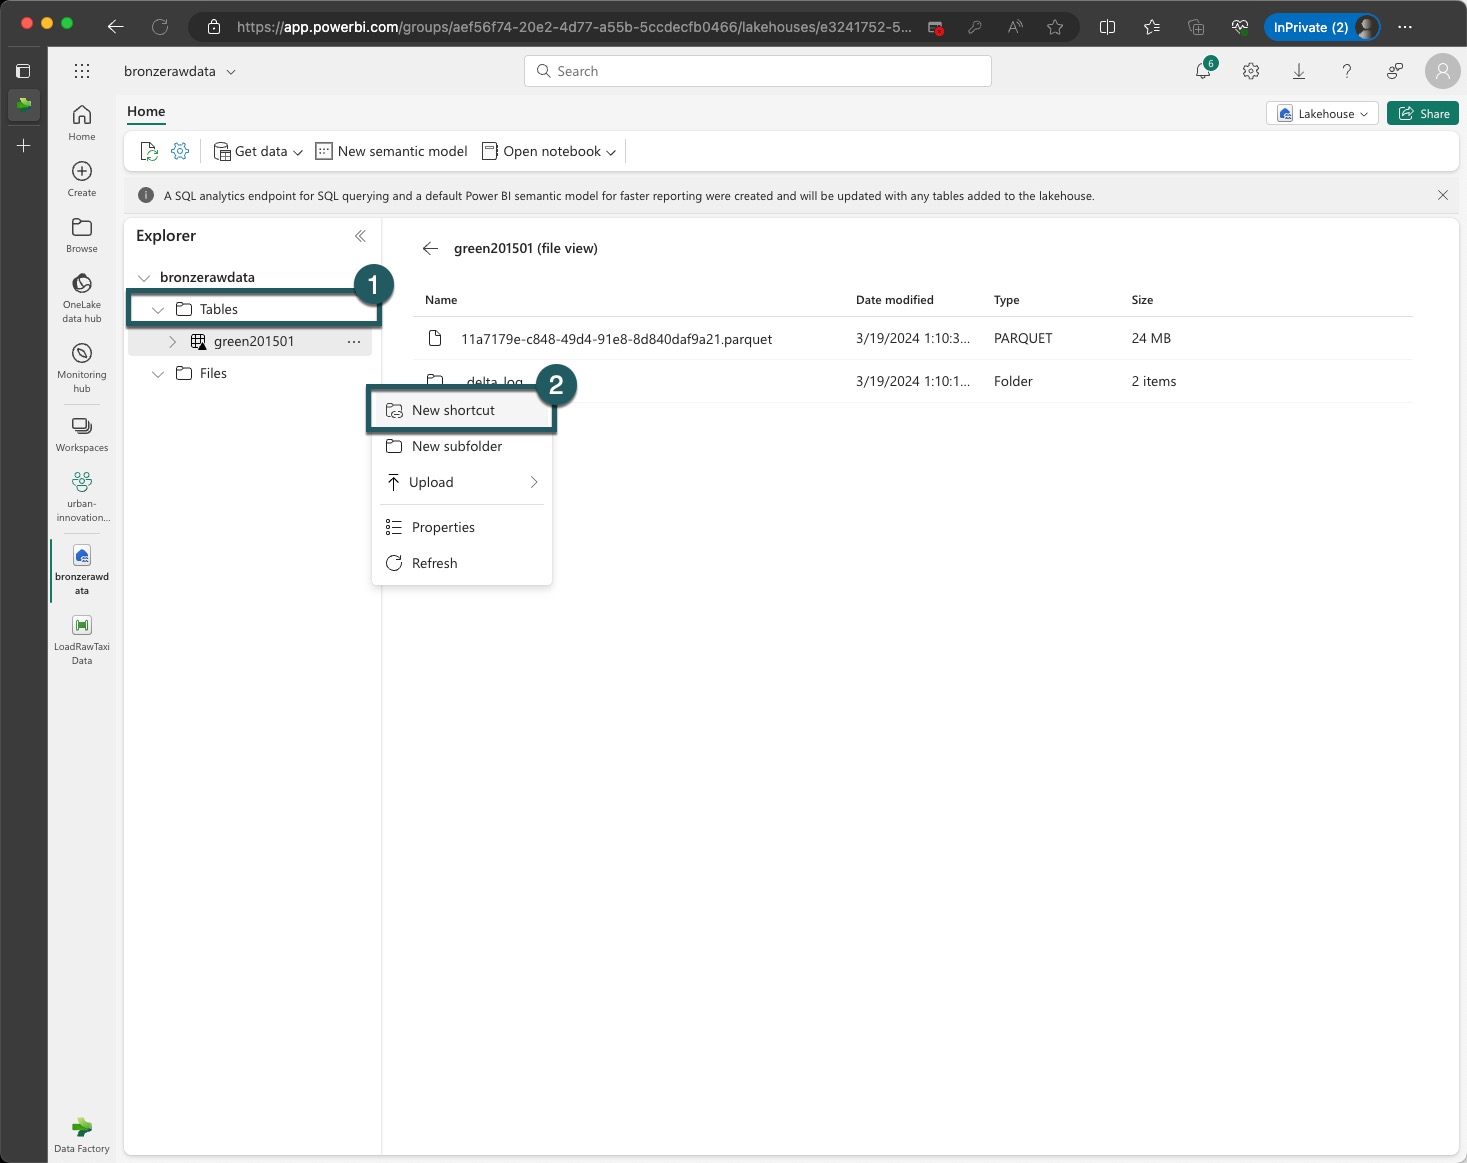 https://app.powerbi.com/groups/aef56f74-20e2-4d77-a55b-5ccdecfb0466/lakehouses/e3241752-5...
InPrivate (2)
bronzerawdata
Search
6
Home
Home
Lakehouse
Share
Create
Get data
New semantic model
Open notebook
A SQL analytics endpoint for SQL querying and a default Power BI semantic model for faster reporting were created and will be updated with any tables added to the lakehouse.
Browse
OneLake
data hub
Monitoring
hub
Workspaces
urban-
innovation...
bronzerawd
ata
LoadRawTaxi
Data
Data Factory
Explorer
bronzerawdata
1
Tables
green201501
Files
green201501 (file view)
Name
Date modified
Type
Size
11a7179e-c848-49d4-91e8-8d840daf9a21.parquet
3/19/2024 1:10:3...
PARQUET
24 MB
_delta_log
3/19/2024 1:10:1...
Folder
2 items
2
New shortcut
New subfolder
Upload
Properties
Refresh